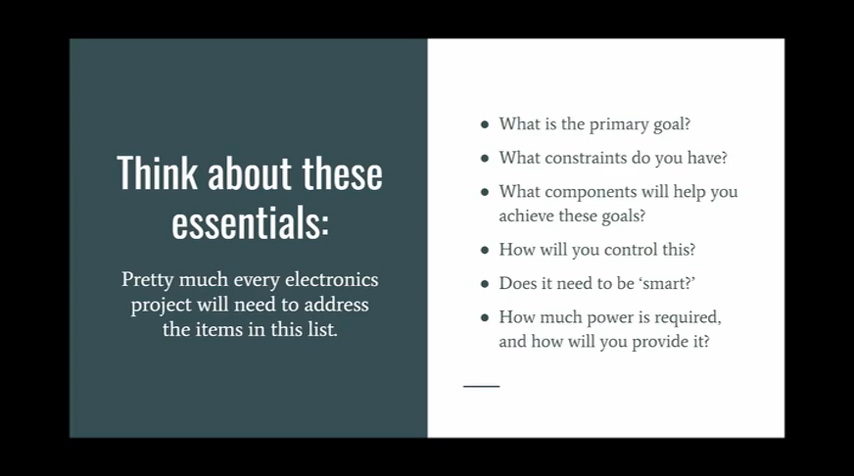 Think about these
essentials:
Pretty much every electronics
project will need to address
the items in this list.
● What is the primary goal?
● What constraints do you have?
● What components will help you
achieve these goals?
● How will you control this?
● Does it need to be ‘smart?’
● How much power is required,
and how will you provide it?